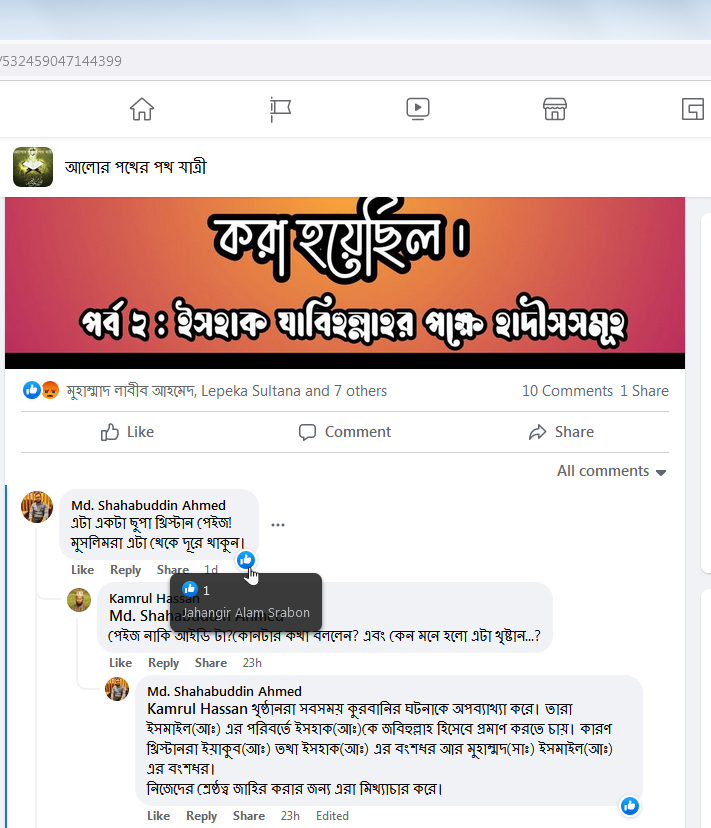 /532459047144399
আলোর পথের পথ যাত্রী
করা হয়েছিল।
পর্ব ২ : ইসহাক যাবিহুল্লাহর পক্ষে হাদীসসমূহ
মুহাম্মাদ লাবীব আহমেদ, Lepeka Sultana and 7 others
10 Comments 1 Share
Like Comment Share
All comments
Md. Shahabuddin Ahmed
এটা একটা ছুপা খ্রিস্টান পেইজ!
মুসলিমরা এটা থেকে দূরে থাকুন।
Like Reply Share 1d
1
Jahangir Alam Srabon
Kamrul Hassan
Md. Shahabuddin Ahmed
পেইজ নাকি আইডি টা?কোনটার কথা বললেন? এবং কেন মনে হলো এটা খৃষ্টান...?
Like Reply Share 23h
Md. Shahabuddin Ahmed
Kamrul Hassan খৃষ্ঠানরা সবসময় কুরবানির ঘটনাকে অপব্যাখ্যা করে। তারা
ইসমাইল(আঃ) এর পরিবর্তে ইসহাক(আঃ)কে জবিহুল্লাহ হিসেবে প্রমাণ করতে চায়। কারণ
খ্রিস্টানরা ইয়াকুব(আঃ) তথা ইসহাক(আঃ) এর বংশধর আর মুহাম্মদ(সাঃ) ইসমাইল(আঃ)
এর বংশধর।
নিজেদের শ্রেষ্ঠত্ব জাহির করার জন্য এরা মিথ্যাচার করে।
Like Reply Share 23h Edited